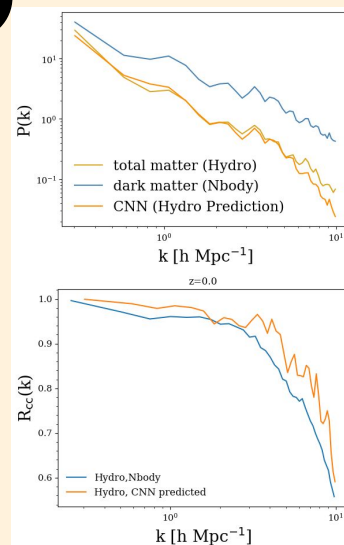 10¹
10⁻¹
P(k)
total matter (Hydro)
dark matter (Nbody)
CNN (Hydro Prediction)
10⁰
10¹
k [h Mpc⁻¹]
z=0.0
1.0
0.9
0.8
0.7
0.6
R_cc(k)
Hydro,Nbody
Hydro, CNN predicted
10⁰
10¹
k [h Mpc⁻¹]